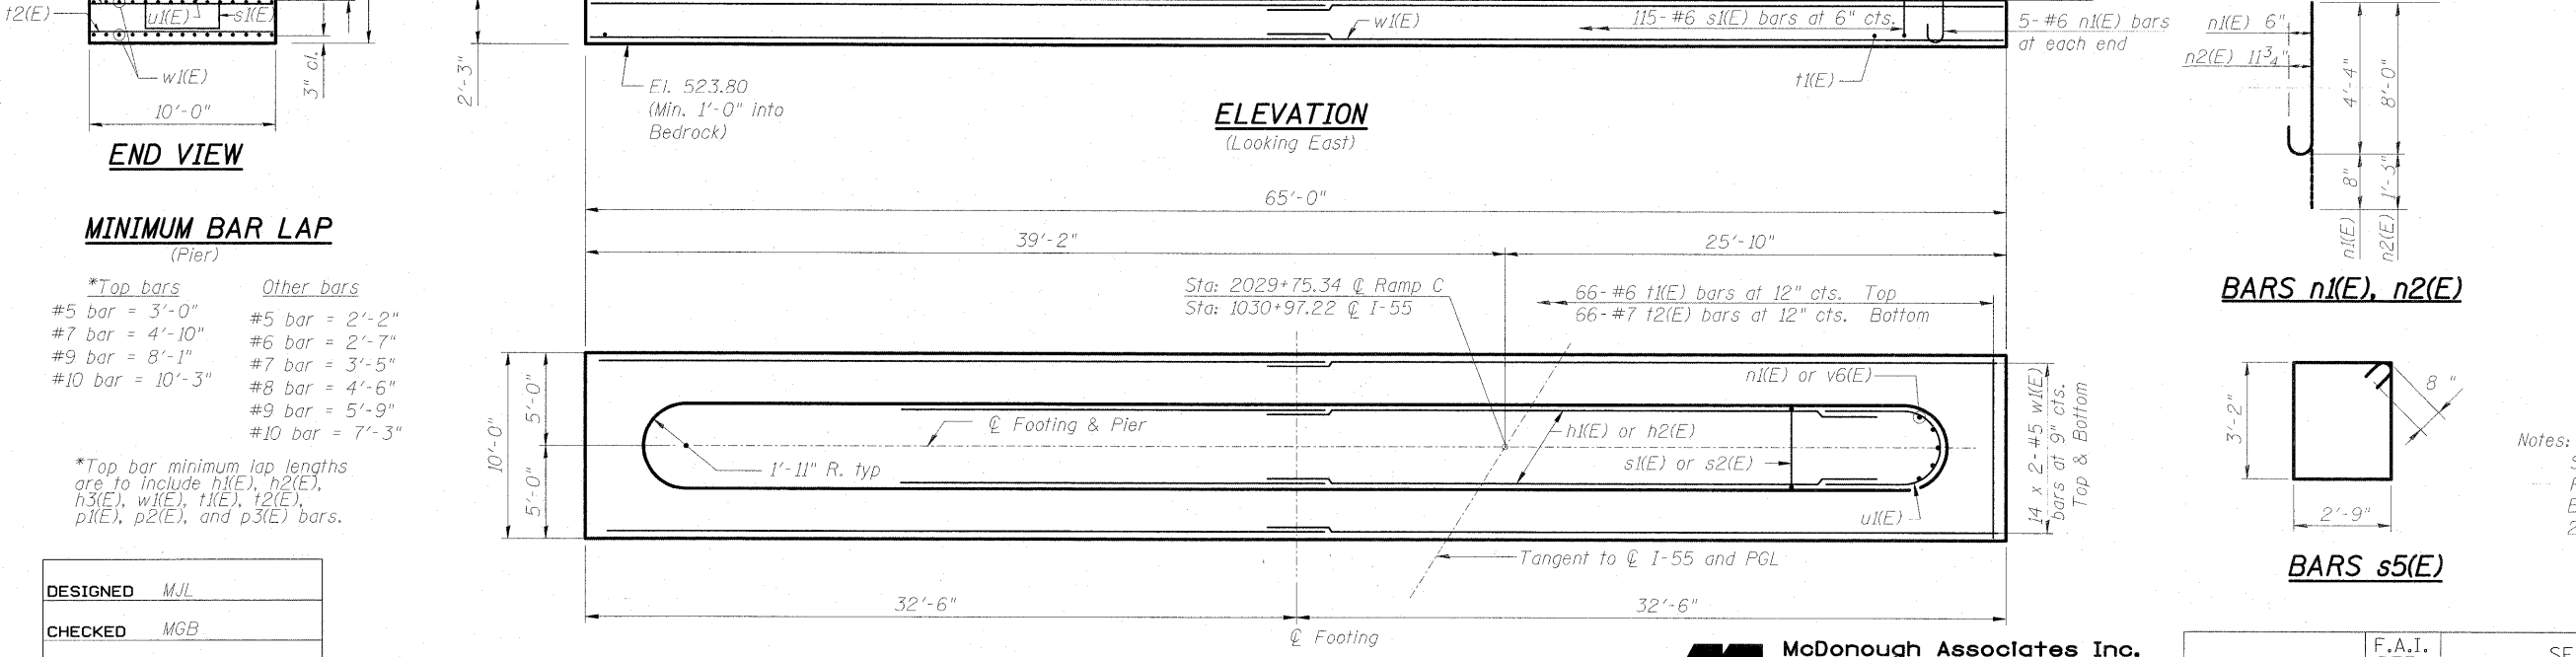 t2(E)
u1(E)
s1(E)
w1(E)
3" cl.
10'-0"
END VIEW
2'-3"
El. 523.80
(Min. 1'-0" into
Bedrock)
w1(E)
115-#6 s1(E) bars at 6" cts.
t1(E)
5-#6 n1(E) bars
at each end
ELEVATION
(Looking East)
n1(E) 6"
n2(E) 11 3/4"
4'-4"
8'-0"
8"
n1(E)
n2(E)
BARS n1(E), n2(E)
MINIMUM BAR LAP
(Pier)
*Top bars
#5 bar = 3'-0"
#7 bar = 4'-10"
#9 bar = 8'-1"
#10 bar = 10'-3"
Other bars
#5 bar = 2'-2"
#6 bar = 2'-7"
#7 bar = 3'-5"
#8 bar = 4'-6"
#9 bar = 5'-9"
#10 bar = 7'-3"
*Top bar minimum lap lengths
are to include h1(E), h2(E),
h3(E), w1(E), t1(E), t2(E),
p1(E), p2(E), and p3(E) bars.
65'-0"
39'-2"
25'-10"
Sta: 2029+75.34 ℄ Ramp C
Sta: 1030+97.22 ℄ I-55
66-#6 t1(E) bars at 12" cts. Top
66-#7 t2(E) bars at 12" cts. Bottom
10'-0"
5'-0"
5'-0"
℄ Footing & Pier
1'-11" R. typ
n1(E) or v6(E)
h1(E) or h2(E)
s1(E) or s2(E)
u1(E)
14 x 2-#5 w1(E)
bars at 9" cts.
Top & Bottom
Tangent to ℄ I-55 and PGL
32'-6"
32'-6"
℄ Footing
3'-2"
8 "
2'-9"
BARS s5(E)
Notes:
DESIGNED MJL
CHECKED MGB
McDonough Associates Inc.
F.A.I.